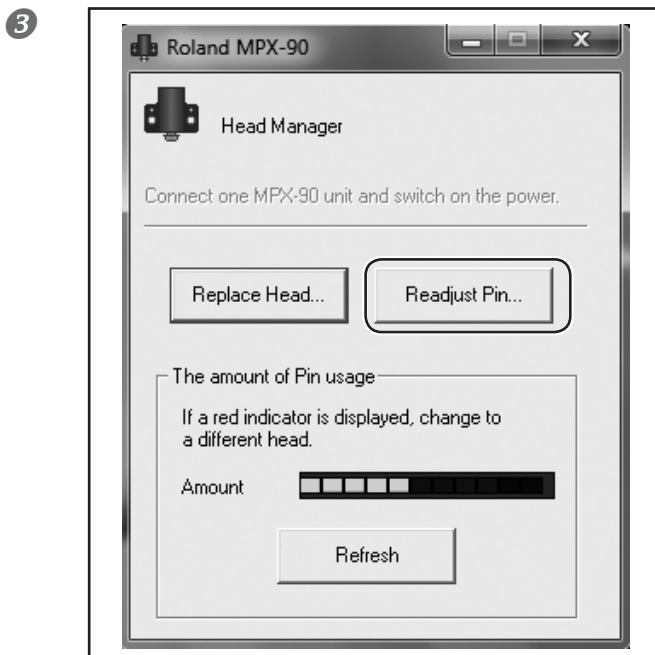 3
Roland MPX-90
Head Manager
Connect one MPX-90 unit and switch on the power.
Replace Head... Readjust Pin...
The amount of Pin usage
If a red indicator is displayed, change to
a different head.
Amount
Refresh